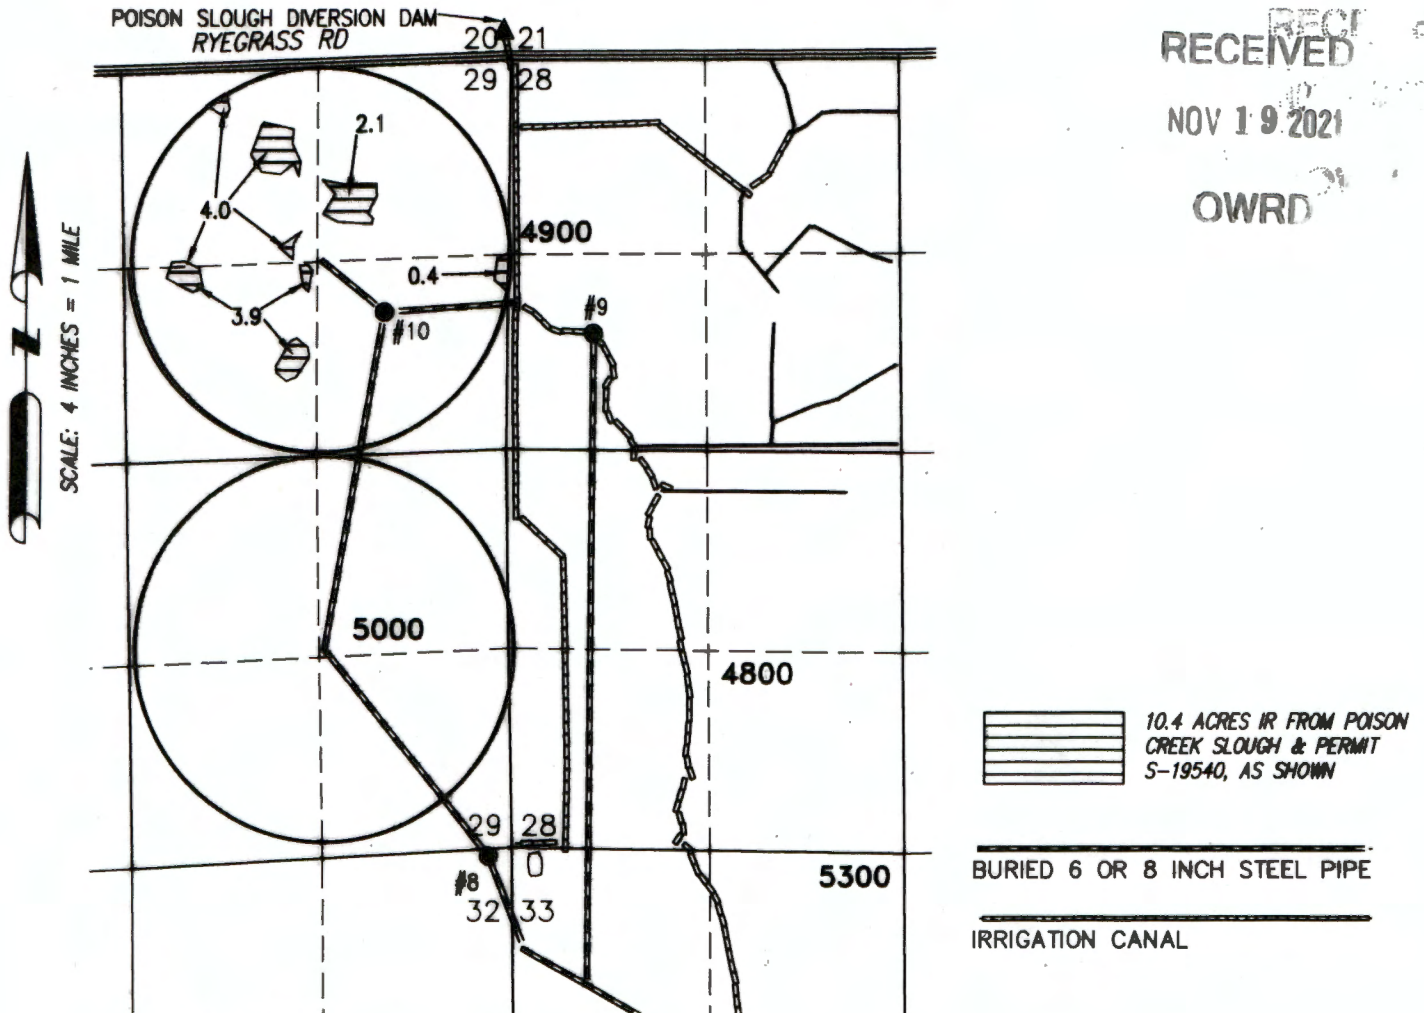 POISON SLOUGH DIVERSION DAM
RYEGRASS RD
20 21
29 28
RECEIVED
NOV 19 2021
OWRD
2.1
4.0
4900
0.4
3.9
#10
#9
SCALE: 4 INCHES = 1 MILE
N
5000
4800
10.4 ACRES IR FROM POISON
CREEK SLOUGH & PERMIT
S-19540, AS SHOWN
29 28
#8
32 33
5300
BURIED 6 OR 8 INCH STEEL PIPE
IRRIGATION CANAL